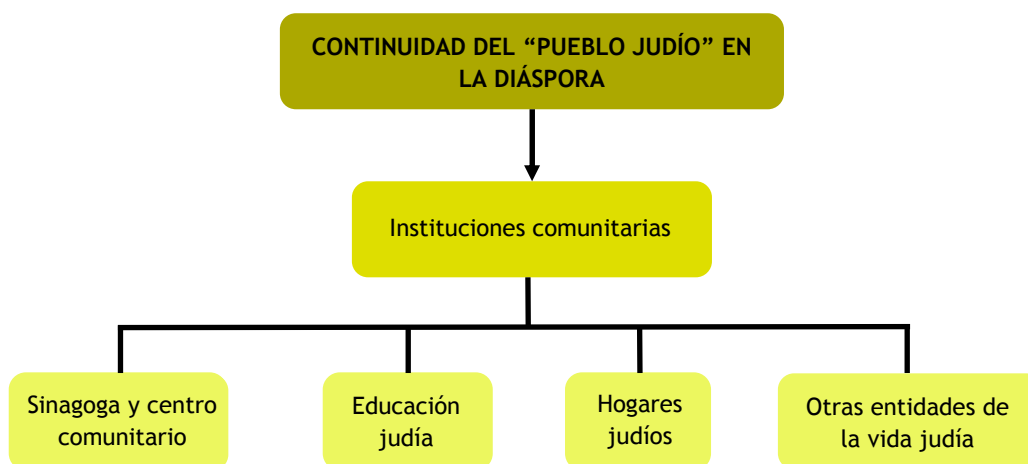 CONTINUIDAD DEL “PUEBLO JUDÍO” EN
LA DIÁSPORA
Instituciones comunitarias
Sinagoga y centro
comunitario
Educación
judía
Hogares
judíos
Otras entidades de
la vida judía